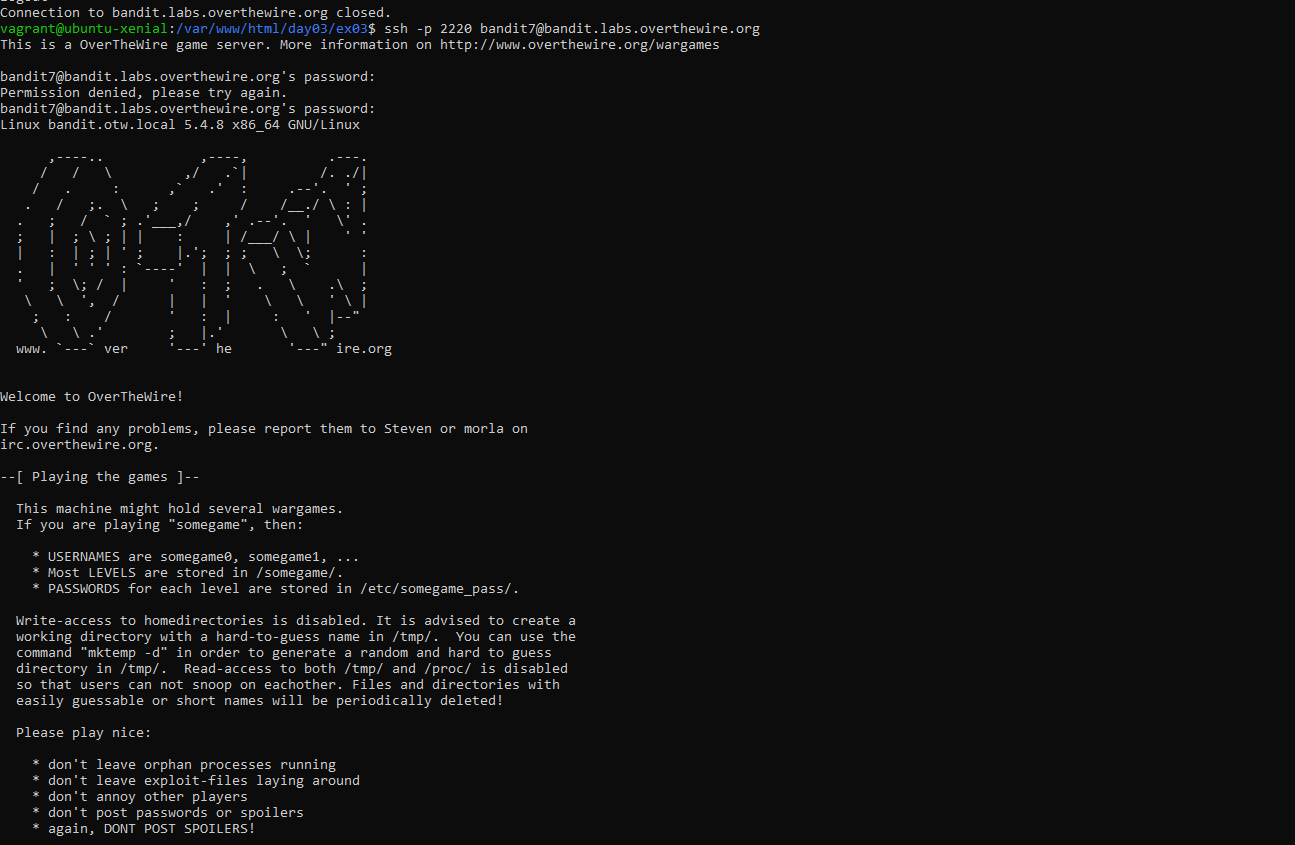 logout
Connection to bandit.labs.overthewire.org closed.
vagrant@ubuntu-xenial:/var/www/html/day03/ex03$ ssh -p 2220 bandit7@bandit.labs.overthewire.org
This is a OverTheWire game server. More information on http://www.overthewire.org/wargames
bandit7@bandit.labs.overthewire.org's password:
Permission denied, please try again.
bandit7@bandit.labs.overthewire.org's password:
Linux bandit.otw.local 5.4.8 x86_64 GNU/Linux
www. `---` ver     '---' he       '---" ire.org
Welcome to OverTheWire!
If you find any problems, please report them to Steven or morla on
irc.overthewire.org.
--[ Playing the games ]--
This machine might hold several wargames.
If you are playing "somegame", then:
* USERNAMES are somegame0, somegame1, ...
* Most LEVELS are stored in /somegame/.
* PASSWORDS for each level are stored in /etc/somegame_pass/.
Write-access to homedirectories is disabled. It is advised to create a
working directory with a hard-to-guess name in /tmp/.  You can use the
command "mktemp -d" in order to generate a random and hard to guess
directory in /tmp/.  Read-access to both /tmp/ and /proc/ is disabled
so that users can not snoop on eachother. Files and directories with
easily guessable or short names will be periodically deleted!
Please play nice:
* don't leave orphan processes running
* don't leave exploit-files laying around
* don't annoy other players
* don't post passwords or spoilers
* again, DONT POST SPOILERS!